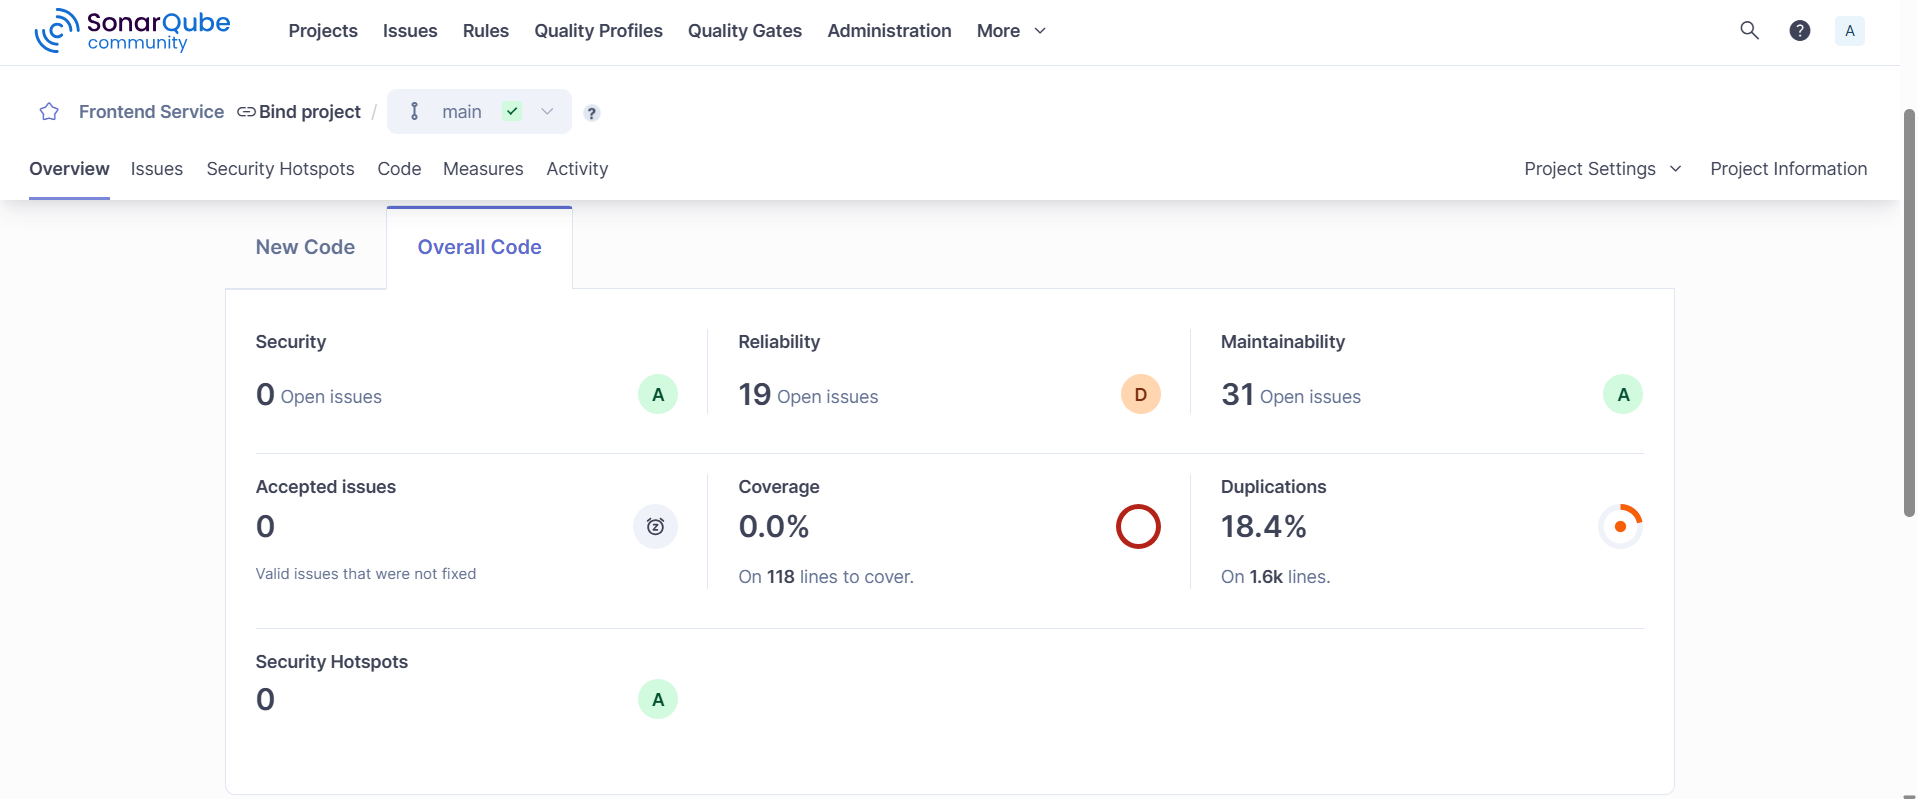 SonarQube
community
Projects Issues Rules Quality Profiles Quality Gates Administration More ? A
Frontend Service Bind project / main ?
Overview Issues Security Hotspots Code Measures Activity Project Settings Project Information
New Code Overall Code
Security Reliability Maintainability
0 Open issues A 19 Open issues D 31 Open issues A
Accepted issues Coverage Duplications
0 z 0.0% 18.4%
Valid issues that were not fixed On 118 lines to cover. On 1.6k lines.
Security Hotspots
0 A